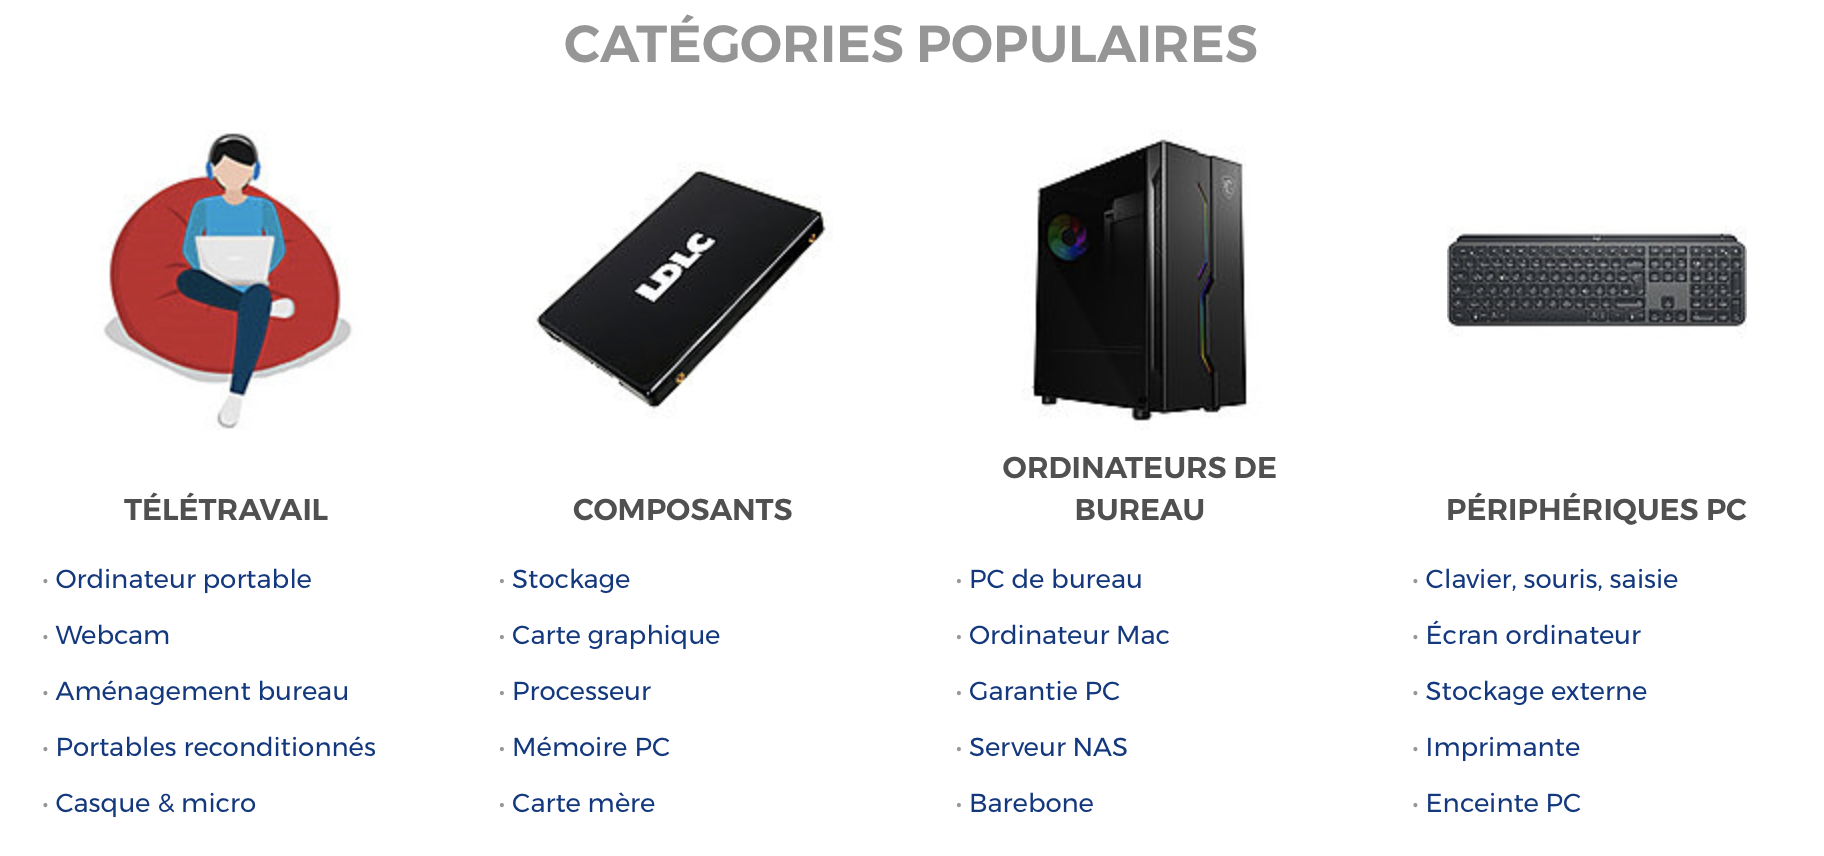 CATÉGORIES POPULAIRES
LDLC
TÉLÉTRAVAIL
· Ordinateur portable
· Webcam
· Aménagement bureau
· Portables reconditionnés
· Casque & micro
COMPOSANTS
· Stockage
· Carte graphique
· Processeur
· Mémoire PC
· Carte mère
ORDINATEURS DE
BUREAU
· PC de bureau
· Ordinateur Mac
· Garantie PC
· Serveur NAS
· Barebone
PÉRIPHÉRIQUES PC
· Clavier, souris, saisie
· Écran ordinateur
· Stockage externe
· Imprimante
· Enceinte PC